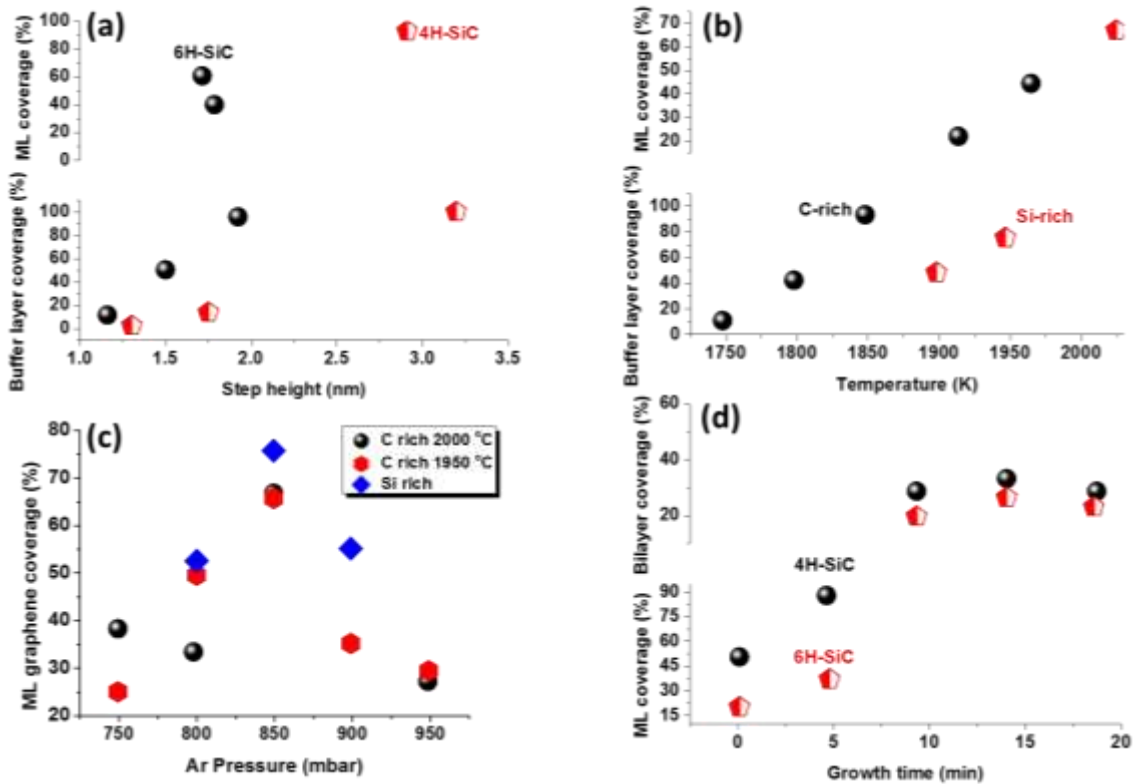 (a)
ML coverage (%)
100
80
60
40
20
0
6H-SiC
4H-SiC
Buffer layer coverage (%)
100
80
60
40
20
0
1.0 1.5 2.0 2.5 3.0 3.5
Step height (nm)
(b)
ML coverage (%)
70
60
50
40
30
20
Buffer layer coverage (%)
100
90
80
70
60
50
40
30
20
10
0
C-rich
Si-rich
1750 1800 1850 1900 1950 2000
Temperature (K)
(c)
ML graphene coverage (%)
80
70
60
50
40
30
20
C rich 2000 °C
C rich 1950 °C
Si rich
750 800 850 900 950
Ar Pressure (mbar)
(d)
Bilayer coverage (%)
60
40
20
ML coverage (%)
90
75
60
45
30
15
4H-SiC
6H-SiC
0 5 10 15 20
Growth time (min)